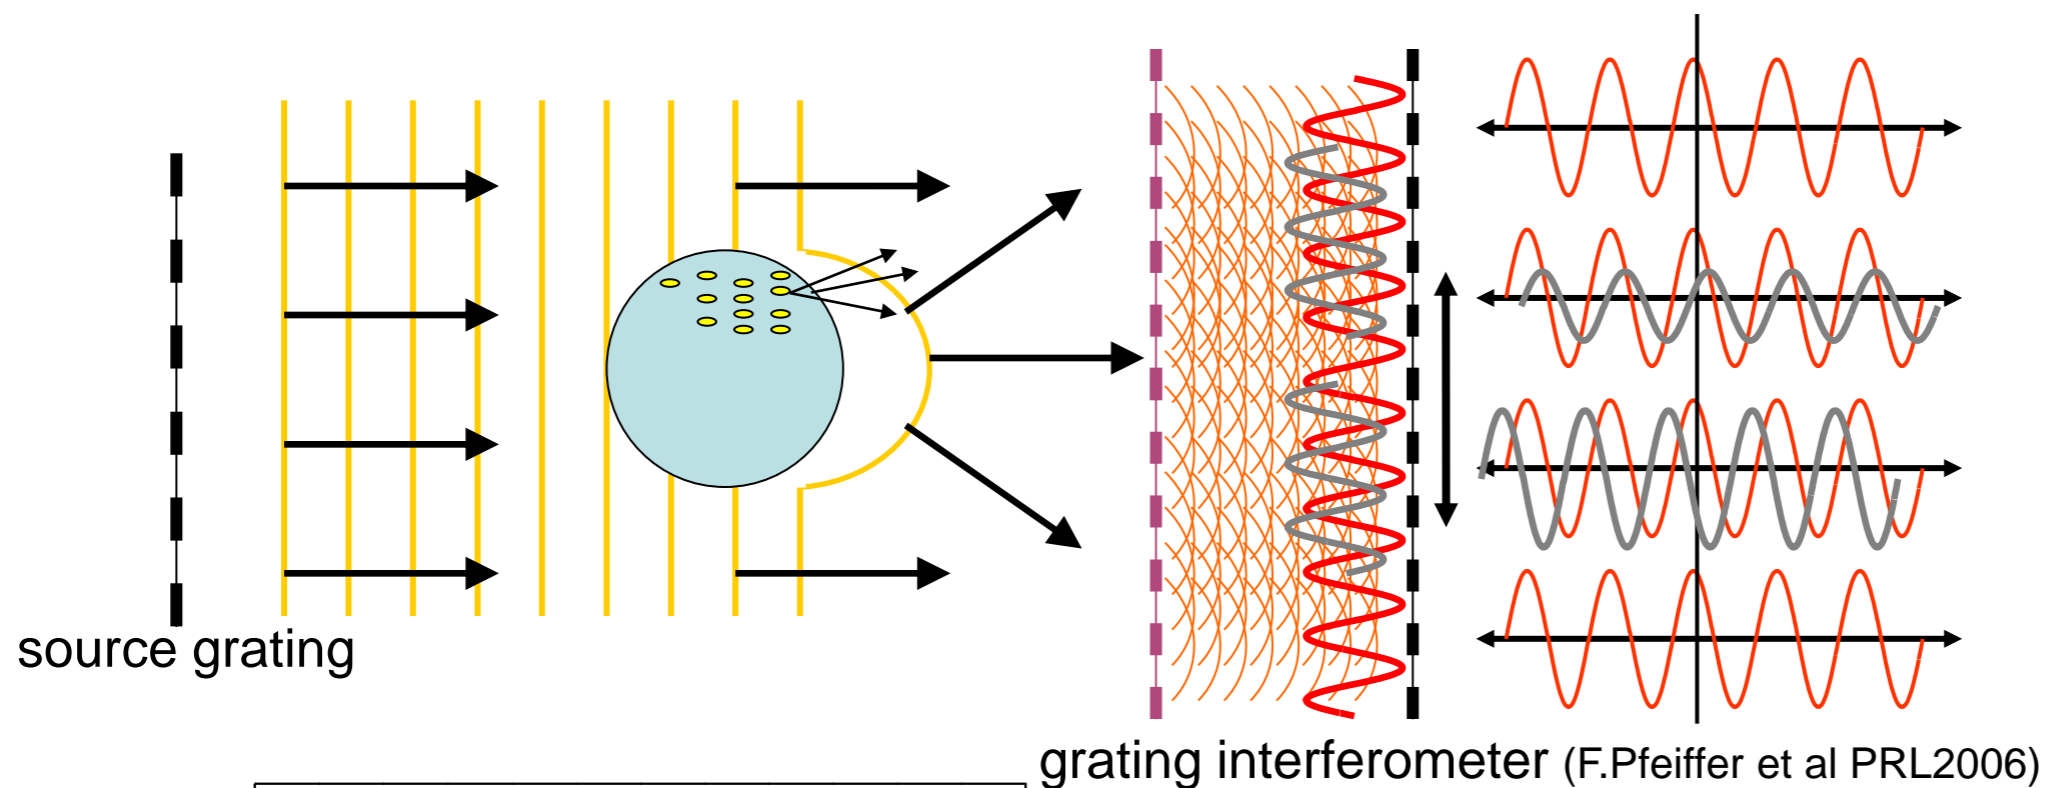 source grating
grating interferometer (F.Pfeiffer et al PRL2006)